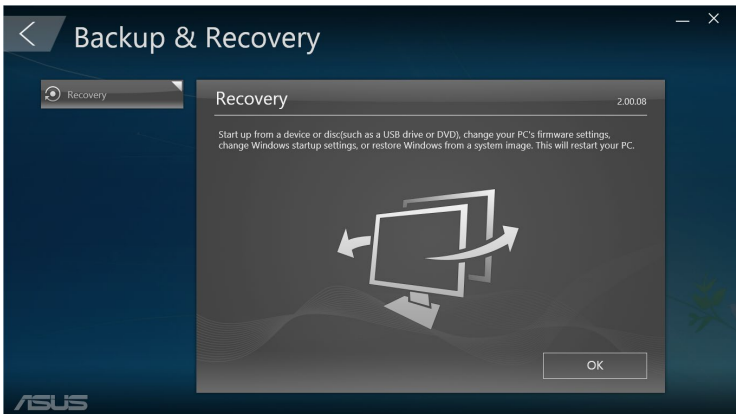 Backup & Recovery
Recovery
Recovery
2.00.08
Start up from a device or disc(such as a USB drive or DVD), change your PC's firmware settings,
change Windows startup settings, or restore Windows from a system image. This will restart your PC.
OK
ASUS